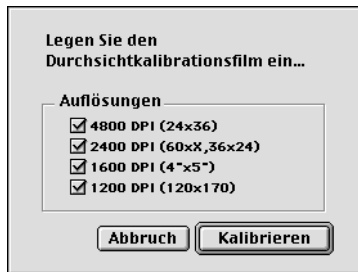 Legen Sie den
Durchsichtkalibrationsfilm ein...
Auflösungen
4800 DPI (24x36)
2400 DPI (60xX,36x24)
1600 DPI (4"x5")
1200 DPI (120x170)
Abbruch
Kalibrieren